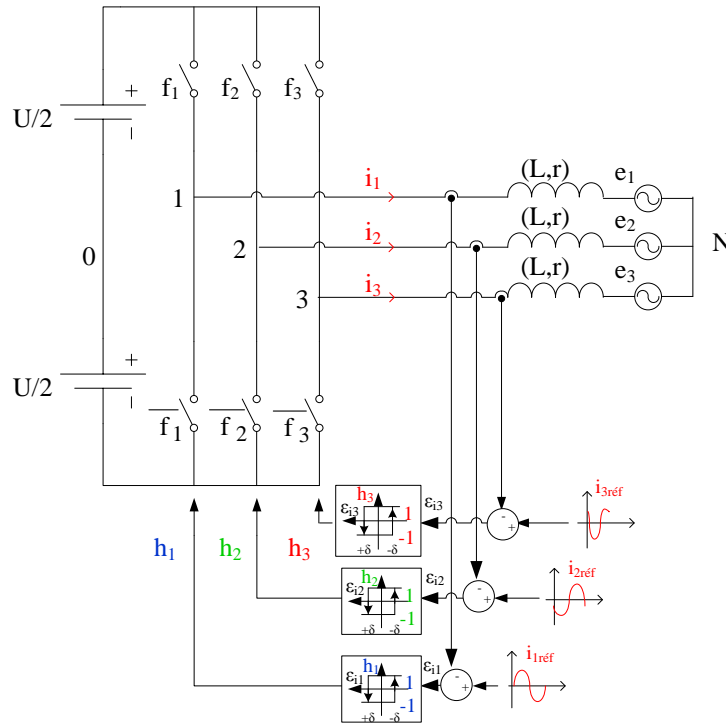 f1 f2 f3
+
U/2
−
(L,r) e1
i1
1
(L,r) e2
i2
2
N
0
(L,r) e3
i3
3
+
U/2
−
f1 f2 f3
h3 εi3 1 -1 +δ -δ
εi3
- +
i3réf
h1 h2 h3
h2 εi2 1 -1 +δ -δ
εi2
- +
i2réf
h1 εi1 1 -1 +δ -δ
εi1
- +
i1réf